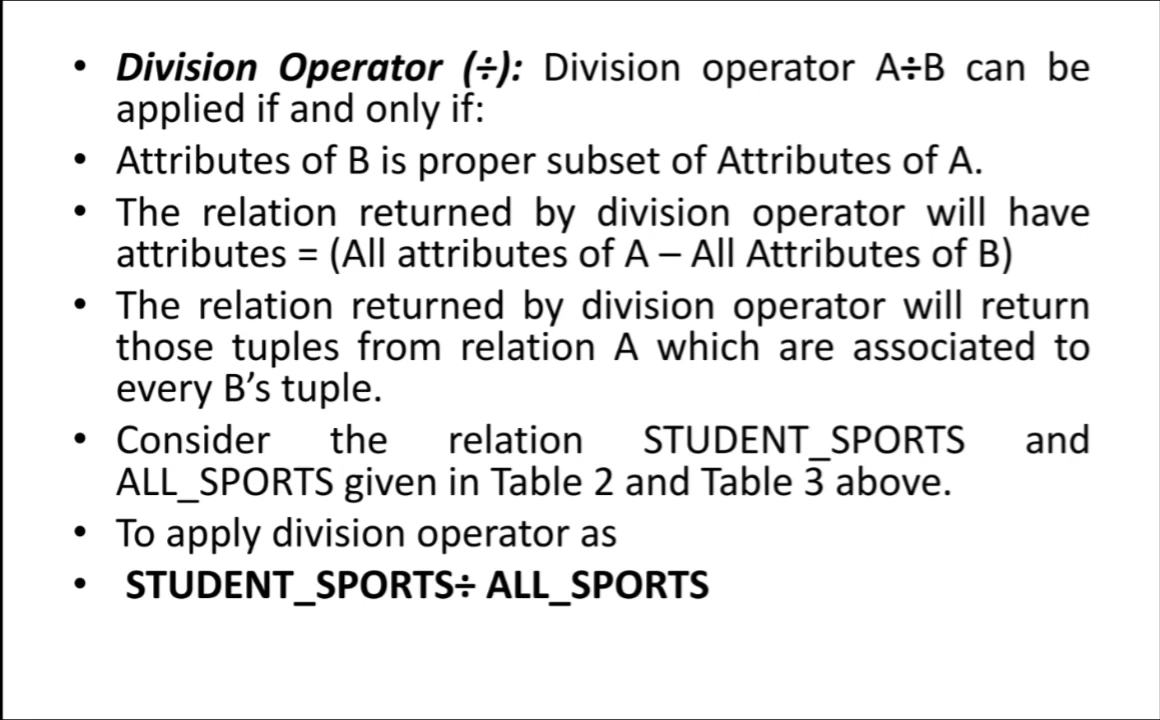 • Division Operator (÷): Division operator A÷B can be
applied if and only if:
• Attributes of B is proper subset of Attributes of A.
• The relation returned by division operator will have
attributes = (All attributes of A – All Attributes of B)
• The relation returned by division operator will return
those tuples from relation A which are associated to
every B’s tuple.
• Consider the relation STUDENT_SPORTS and
ALL_SPORTS given in Table 2 and Table 3 above.
• To apply division operator as
• STUDENT_SPORTS÷ ALL_SPORTS